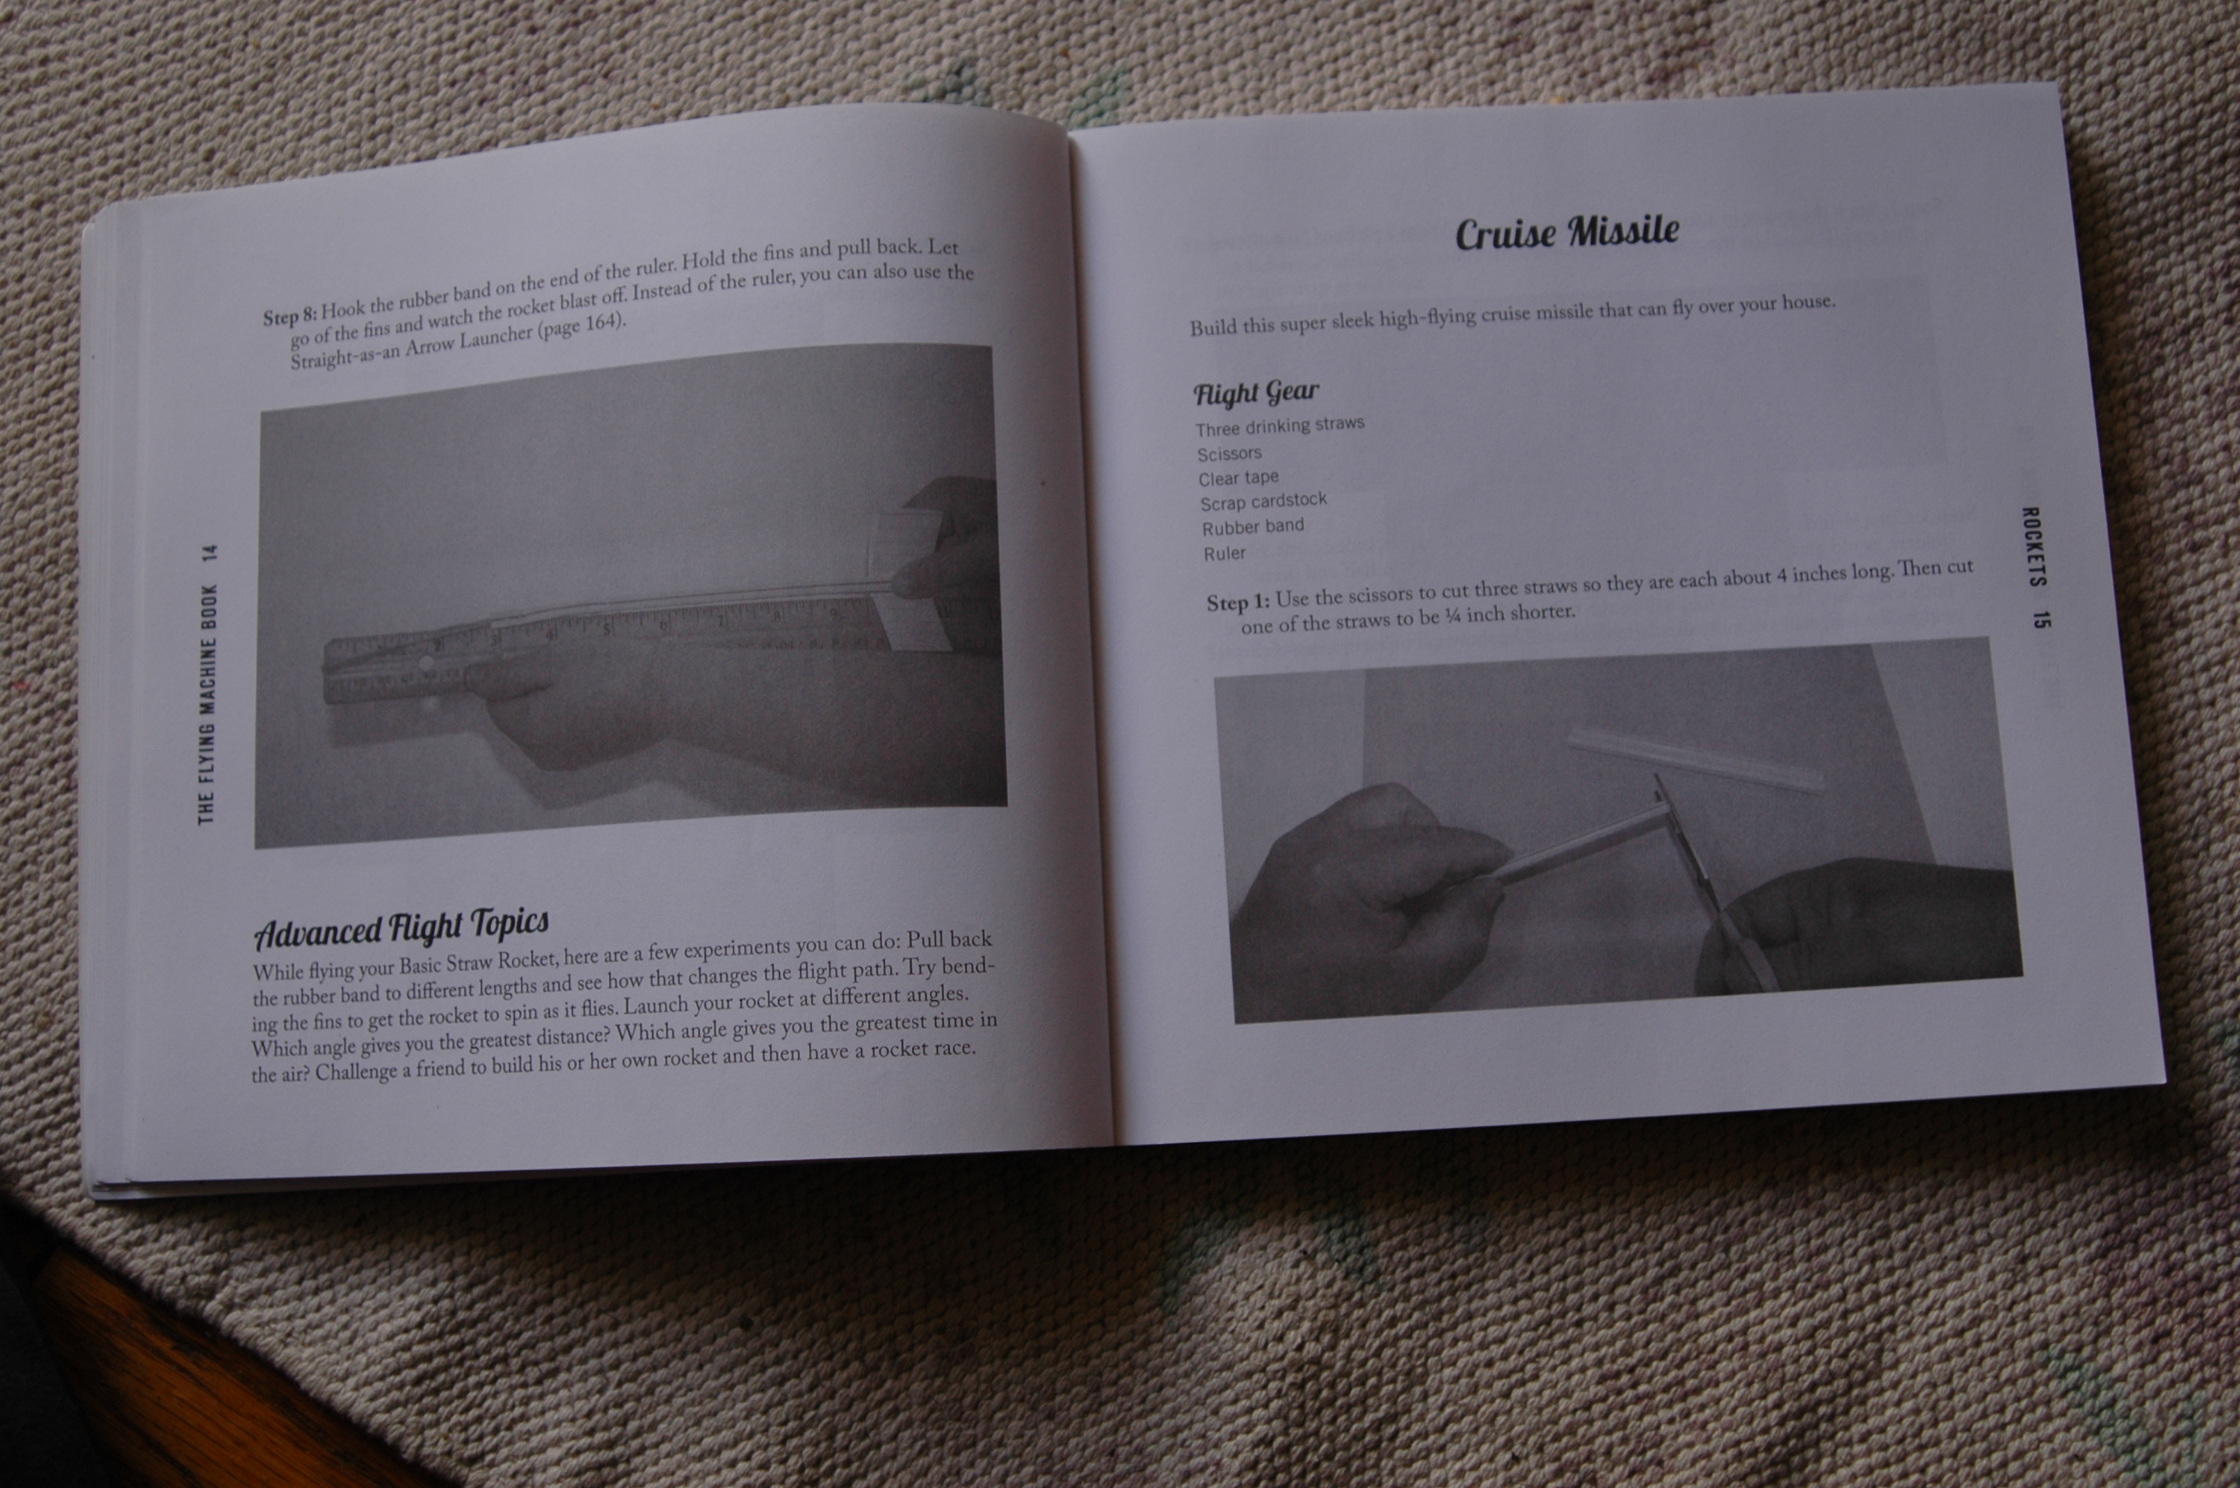 Step 8: Hook the rubber band on the end of the ruler. Hold the fins and pull back. Let
go of the fins and watch the rocket blast off. Instead of the ruler, you can also use the
Straight-as-an Arrow Launcher (page 164).
Advanced Flight Topics
While flying your Basic Straw Rocket, here are a few experiments you can do: Pull back
the rubber band to different lengths and see how that changes the flight path. Try bend-
ing the fins to get the rocket to spin as it flies. Launch your rocket at different angles.
Which angle gives you the greatest distance? Which angle gives you the greatest time in
the air? Challenge a friend to build his or her own rocket and then have a rocket race.
THE FLYING MACHINE BOOK 14
Cruise Missile
Build this super sleek high-flying cruise missile that can fly over your house.
Flight Gear
Three drinking straws
Scissors
Clear tape
Scrap cardstock
Rubber band
Ruler
Step 1: Use the scissors to cut three straws so they are each about 4 inches long. Then cut
one of the straws to be ¼ inch shorter.
ROCKETS 15